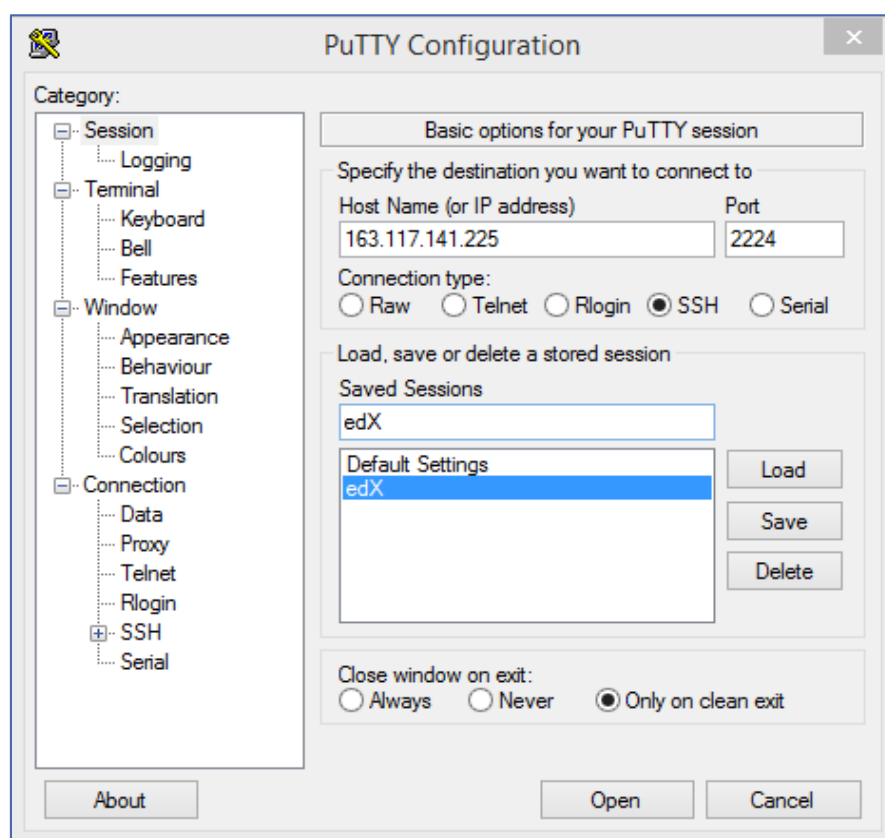 PuTTY Configuration
Category:
Session
Logging
Terminal
Keyboard
Bell
Features
Window
Appearance
Behaviour
Translation
Selection
Colours
Connection
Data
Proxy
Telnet
Rlogin
SSH
Serial
Basic options for your PuTTY session
Specify the destination you want to connect to
Host Name (or IP address) Port
163.117.141.225 2224
Connection type:
Raw Telnet Rlogin SSH Serial
Load, save or delete a stored session
Saved Sessions
edX
Default Settings
edX
Load
Save
Delete
Close window on exit:
Always Never Only on clean exit
About Open Cancel